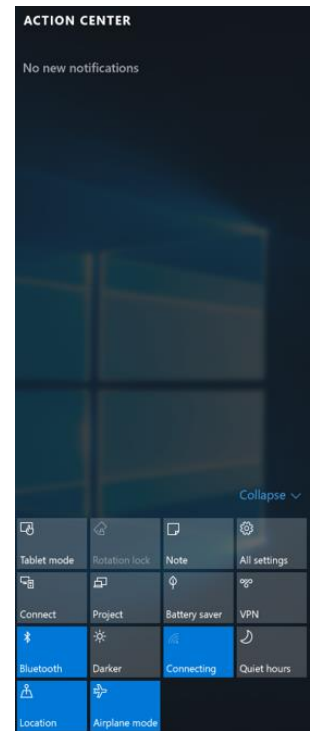 ACTION CENTER
No new notifications
Collapse
Tablet mode
Rotation lock
Note
All settings
Connect
Project
Battery saver
VPN
Bluetooth
Darker
Connecting
Quiet hours
Location
Airplane mode